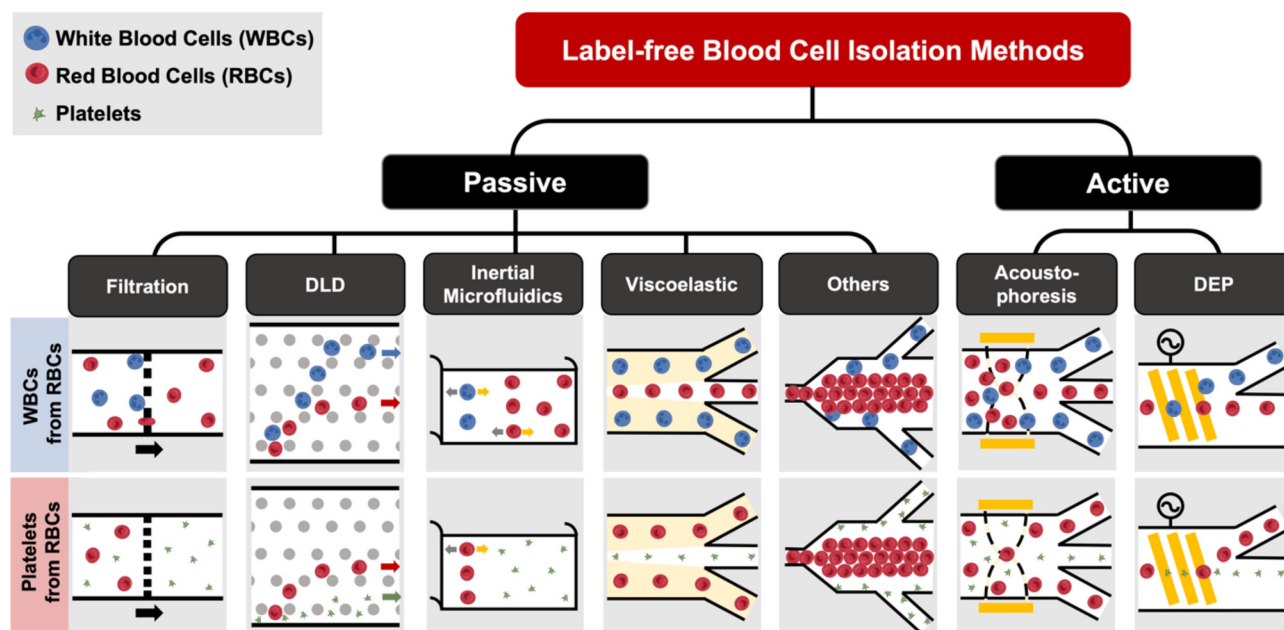 White Blood Cells (WBCs)
Red Blood Cells (RBCs)
Platelets
Label-free Blood Cell Isolation Methods
Passive
Active
Filtration
DLD
Inertial
Microfluidics
Viscoelastic
Others
Acousto-
phoresis
DEP
WBCs
from RBCs
Platelets
from RBCs